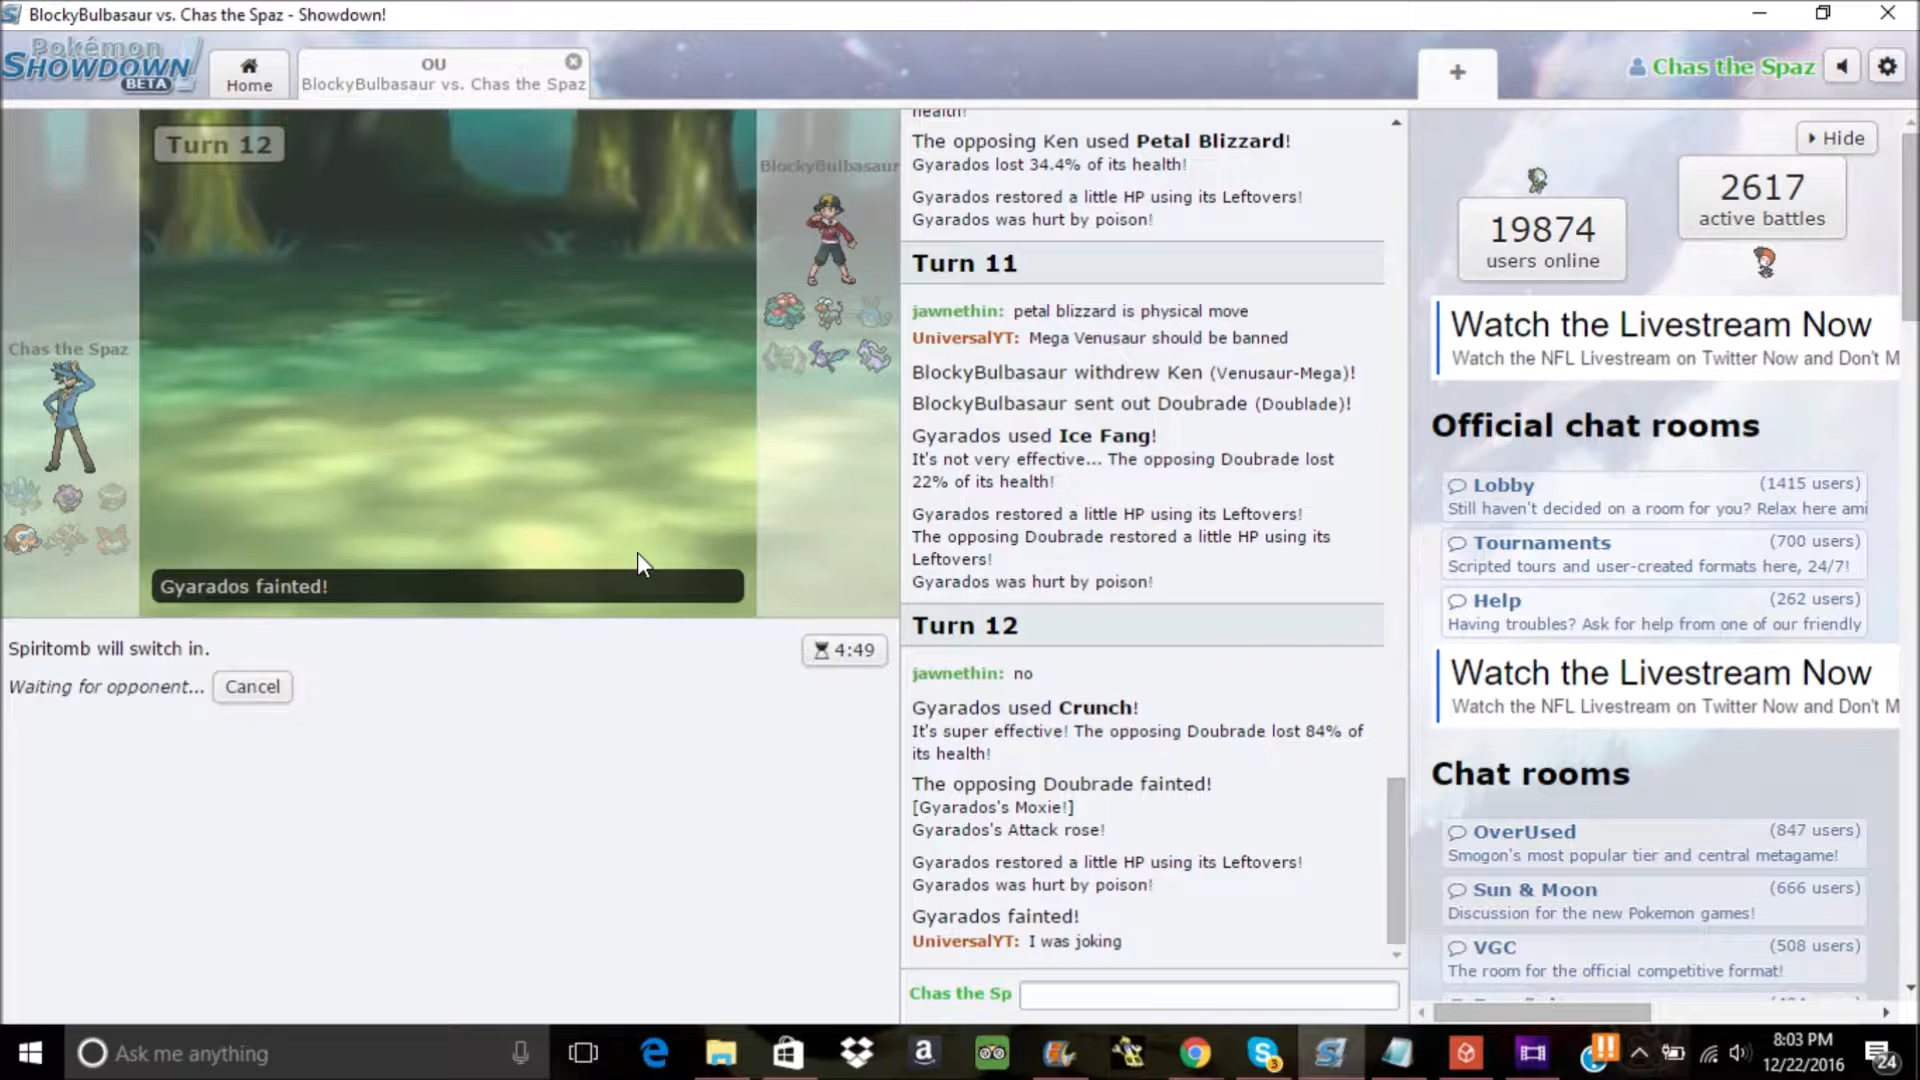 BlockyBulbasaur vs. Chas the Spaz - Showdown!
Pokémon
SHOWDOWN!
BETA
Home
OU
BlockyBulbasaur vs. Chas the Spaz
+
Chas the Spaz
Turn 12
BlockyBulbasaur
Chas the Spaz
Gyarados fainted!
Spiritomb will switch in.
4:49
Waiting for opponent...
Cancel
health!
The opposing Ken used Petal Blizzard!
Gyarados lost 34.4% of its health!
Gyarados restored a little HP using its Leftovers!
Gyarados was hurt by poison!
Turn 11
jawnethin: petal blizzard is physical move
UniversalYT: Mega Venusaur should be banned
BlockyBulbasaur withdrew Ken (Venusaur-Mega)!
BlockyBulbasaur sent out Doubrade (Doublade)!
Gyarados used Ice Fang!
It's not very effective... The opposing Doubrade lost
22% of its health!
Gyarados restored a little HP using its Leftovers!
The opposing Doubrade restored a little HP using its
Leftovers!
Gyarados was hurt by poison!
Turn 12
jawnethin: no
Gyarados used Crunch!
It's super effective! The opposing Doubrade lost 84% of
its health!
The opposing Doubrade fainted!
[Gyarados's Moxie!]
Gyarados's Attack rose!
Gyarados restored a little HP using its Leftovers!
Gyarados was hurt by poison!
Gyarados fainted!
UniversalYT: I was joking
Chas the Sp
Hide
19874
users online
2617
active battles
Watch the Livestream Now
Watch the NFL Livestream on Twitter Now and Don't M
Official chat rooms
Lobby (1415 users)
Still haven't decided on a room for you? Relax here ami
Tournaments (700 users)
Scripted tours and user-created formats here, 24/7!
Help (262 users)
Having troubles? Ask for help from one of our friendly
Watch the Livestream Now
Watch the NFL Livestream on Twitter Now and Don't M
Chat rooms
OverUsed (847 users)
Smogon's most popular tier and central metagame!
Sun & Moon (666 users)
Discussion for the new Pokemon games!
VGC (508 users)
The room for the official competitive format!
Ask me anything
8:03 PM
12/22/2016
24